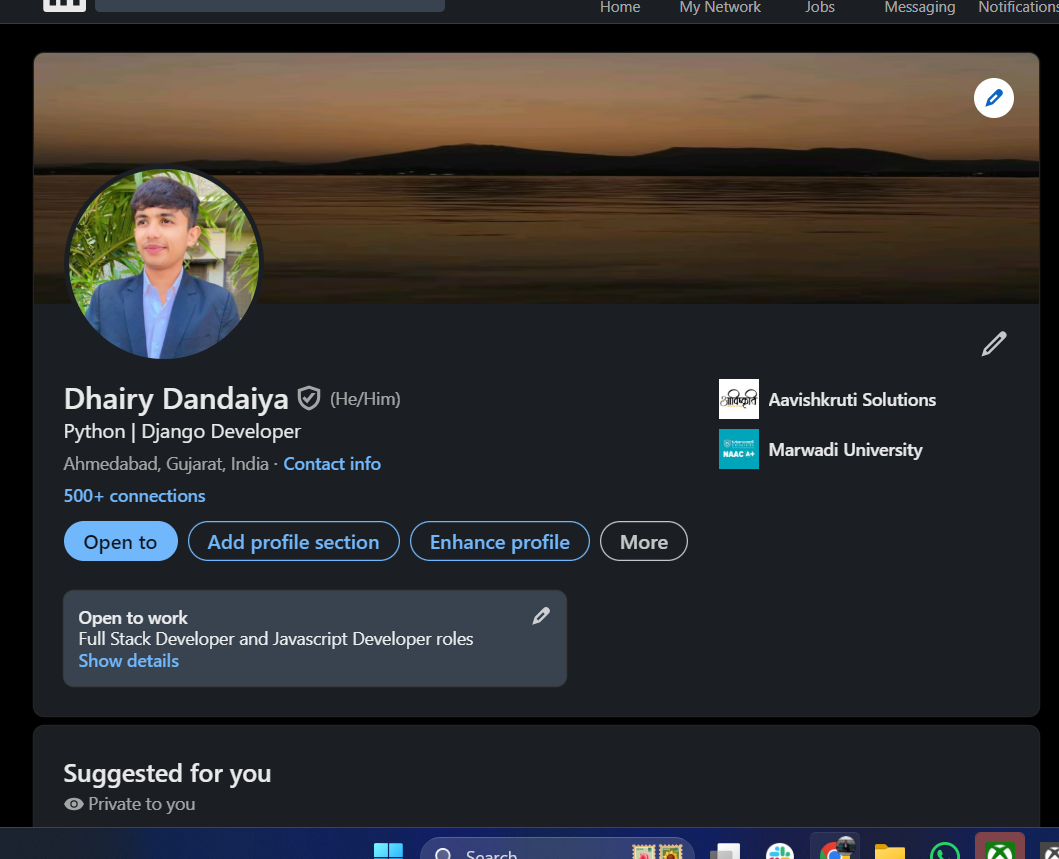 Home
My Network
Jobs
Messaging
Notifications
Dhairy Dandaiya (He/Him)
Python | Django Developer
Ahmedabad, Gujarat, India · Contact info
500+ connections
आविष्कृति
Aavishkruti Solutions
NAAC A+
Marwadi University
Open to
Add profile section
Enhance profile
More
Open to work
Full Stack Developer and Javascript Developer roles
Show details
Suggested for you
Private to you
Search